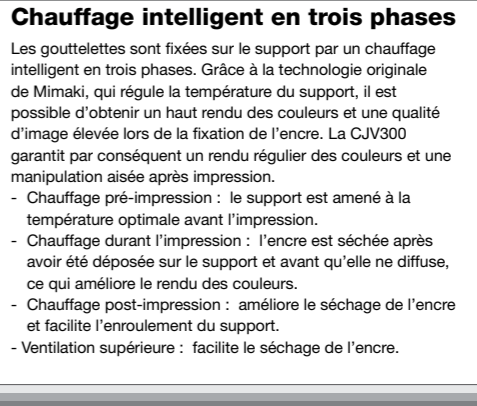 Chauffage intelligent en trois phases
Les gouttelettes sont fixées sur le support par un chauffage
intelligent en trois phases. Grâce à la technologie originale
de Mimaki, qui régule la température du support, il est
possible d’obtenir un haut rendu des couleurs et une qualité
d’image élevée lors de la fixation de l’encre. La CJV300
garantit par conséquent un rendu régulier des couleurs et une
manipulation aisée après impression.
- Chauffage pré-impression : le support est amené à la
température optimale avant l’impression.
- Chauffage durant l’impression : l’encre est séchée après
avoir été déposée sur le support et avant qu’elle ne diffuse,
ce qui améliore le rendu des couleurs.
- Chauffage post-impression : améliore le séchage de l’encre
et facilite l’enroulement du support.
- Ventilation supérieure : facilite le séchage de l’encre.